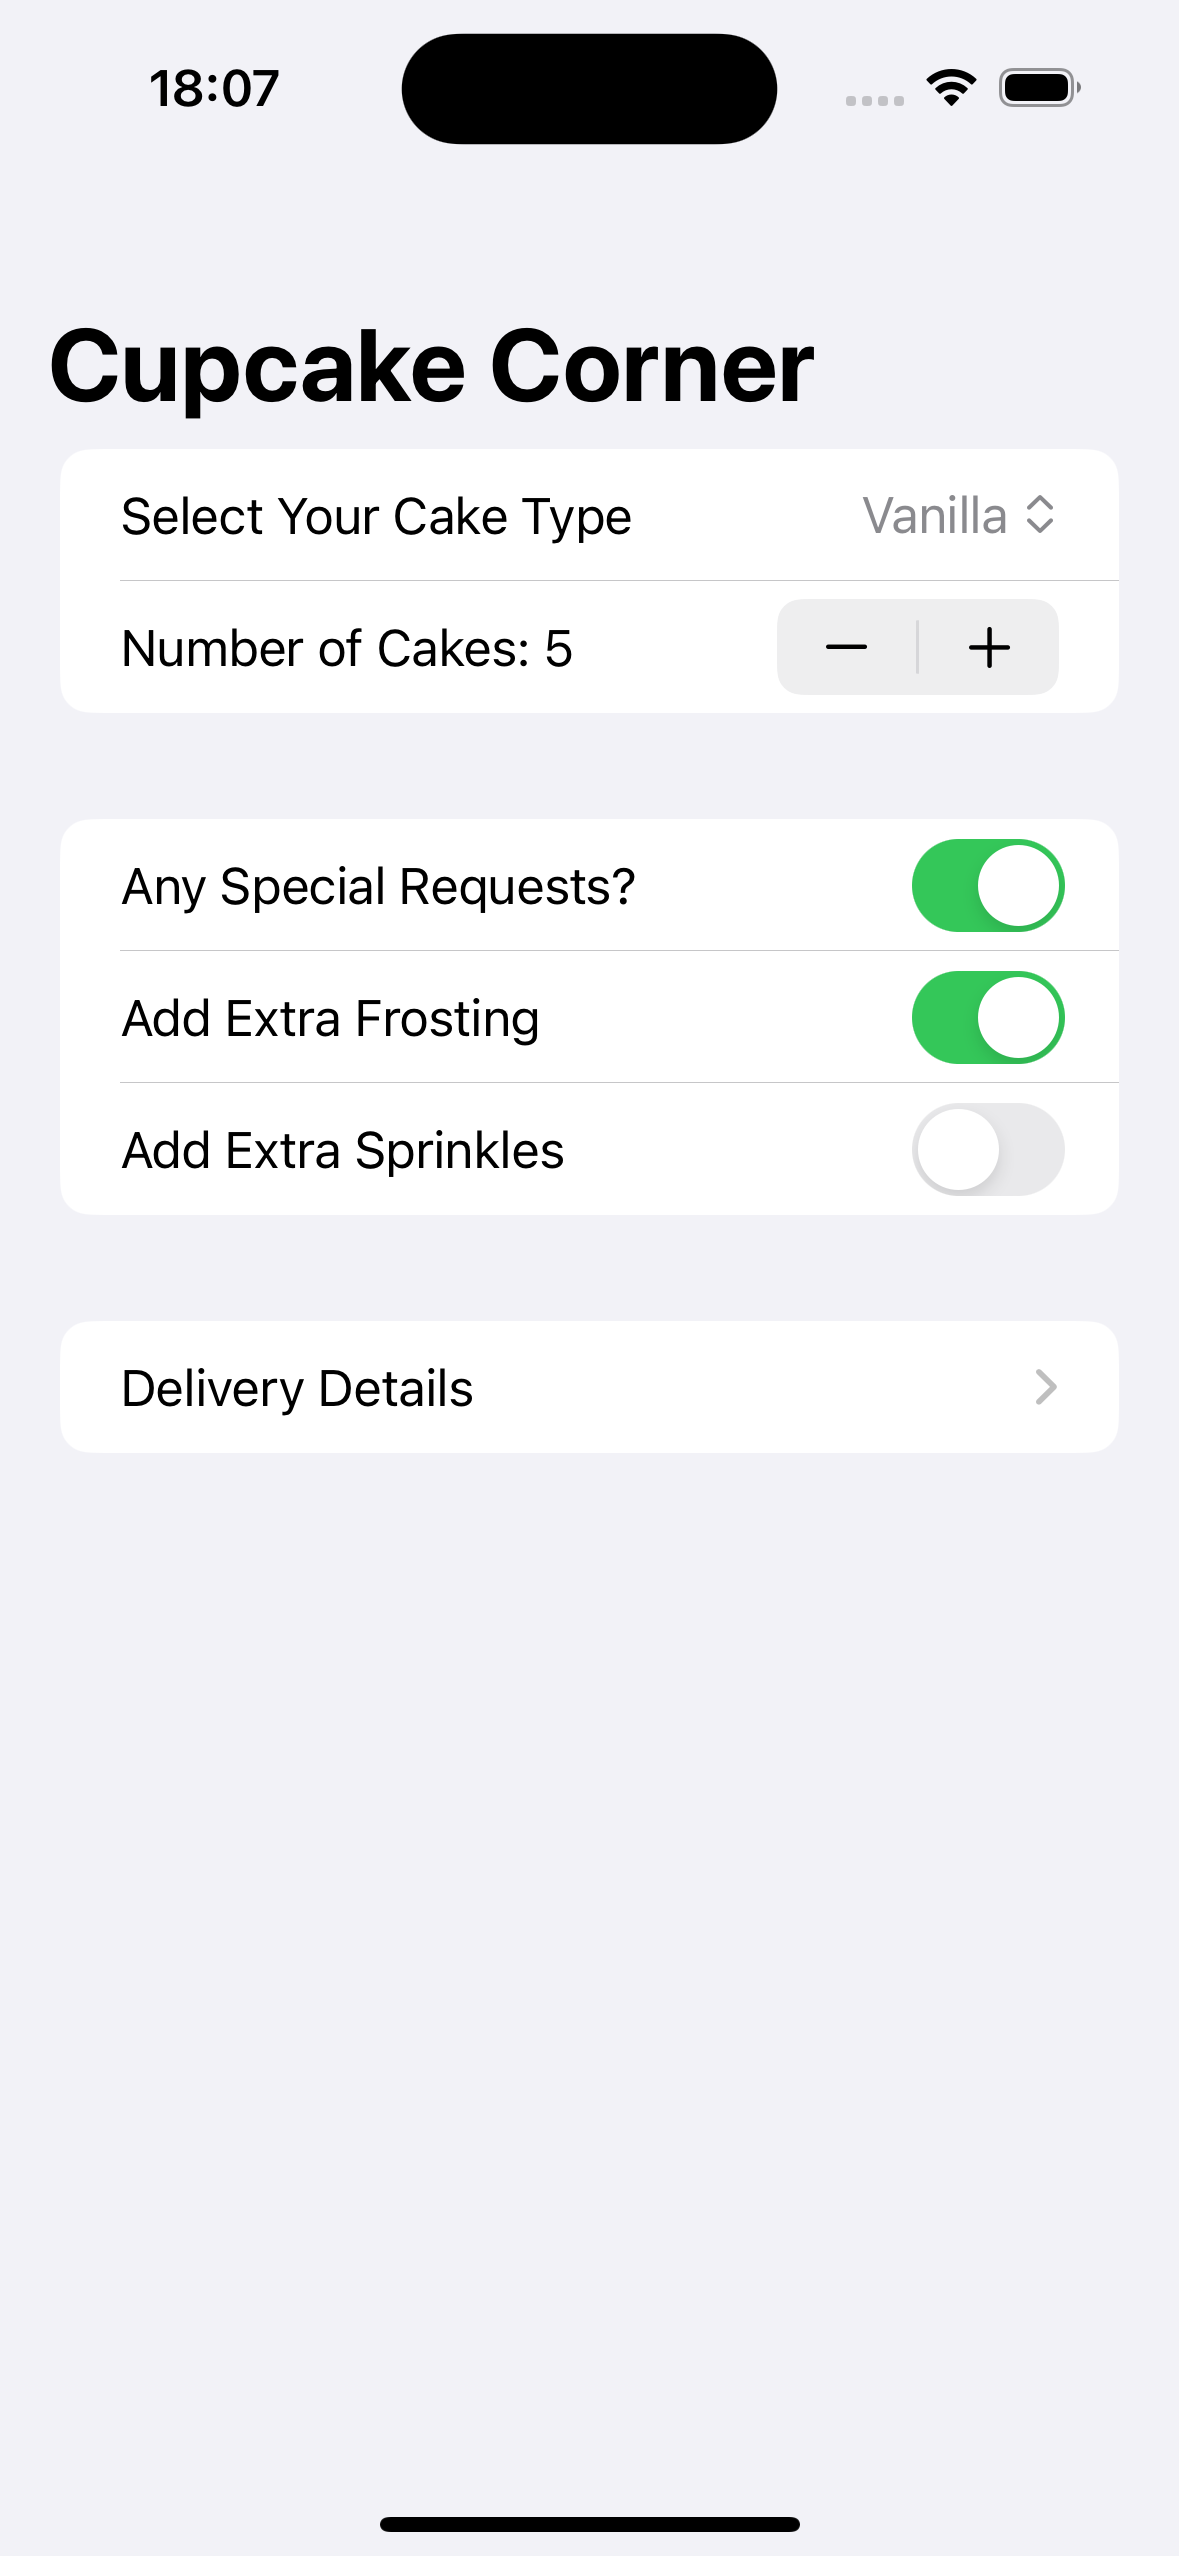 18:07
Cupcake Corner
Select Your Cake Type Vanilla
Number of Cakes: 5
Any Special Requests?
Add Extra Frosting
Add Extra Sprinkles
Delivery Details